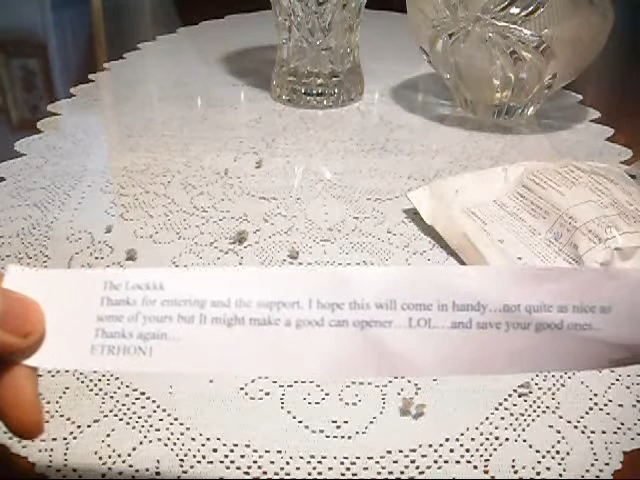 The Lockkk
Thanks for entering and the support. I hope this will come in handy...not quite as nice as
some of yours but It might make a good can opener...LOL....and save your good ones...
Thanks again...
FTRHON1